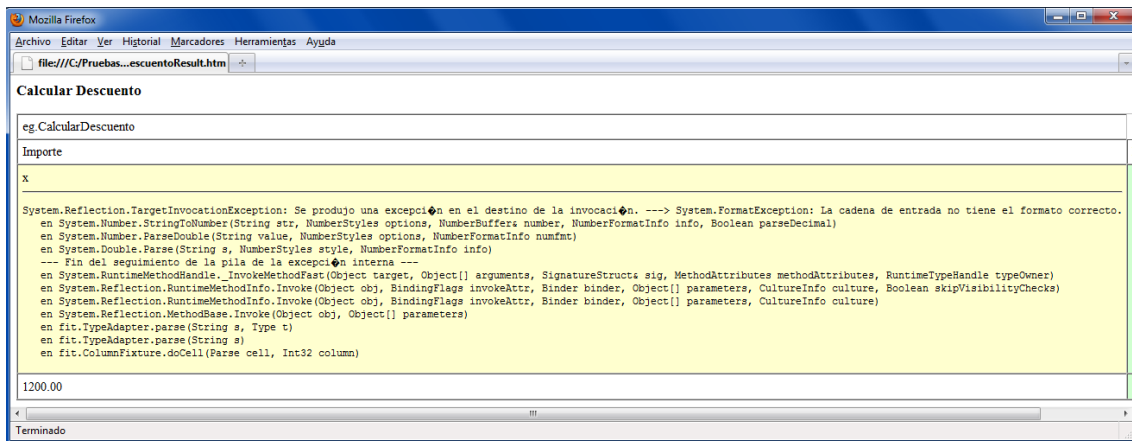 Mozilla Firefox
Archivo Editar Ver Historial Marcadores Herramientas Ayuda
file:///C:/Pruebas...escuentoResult.htm
Calcular Descuento
eg.CalcularDescuento
Importe
x
System.Reflection.TargetInvocationException: Se produjo una excepci�n en el destino de la invocaci�n. ---> System.FormatException: La cadena de entrada no tiene el formato correcto.
en System.Number.StringToNumber(String str, NumberStyles options, NumberBuffer& number, NumberFormatInfo info, Boolean parseDecimal)
en System.Number.ParseDouble(String value, NumberStyles options, NumberFormatInfo numfmt)
en System.Double.Parse(String s, NumberStyles style, NumberFormatInfo info)
--- Fin del seguimiento de la pila de la excepci�n interna ---
en System.RuntimeMethodHandle._InvokeMethodFast(Object target, Object[] arguments, SignatureStruct& sig, MethodAttributes methodAttributes, RuntimeTypeHandle typeOwner)
en System.Reflection.RuntimeMethodInfo.Invoke(Object obj, BindingFlags invokeAttr, Binder binder, Object[] parameters, CultureInfo culture, Boolean skipVisibilityChecks)
en System.Reflection.RuntimeMethodInfo.Invoke(Object obj, BindingFlags invokeAttr, Binder binder, Object[] parameters, CultureInfo culture)
en System.Reflection.MethodBase.Invoke(Object obj, Object[] parameters)
en fit.TypeAdapter.parse(String s, Type t)
en fit.TypeAdapter.parse(String s)
en fit.ColumnFixture.doCell(Parse cell, Int32 column)
1200.00
Terminado